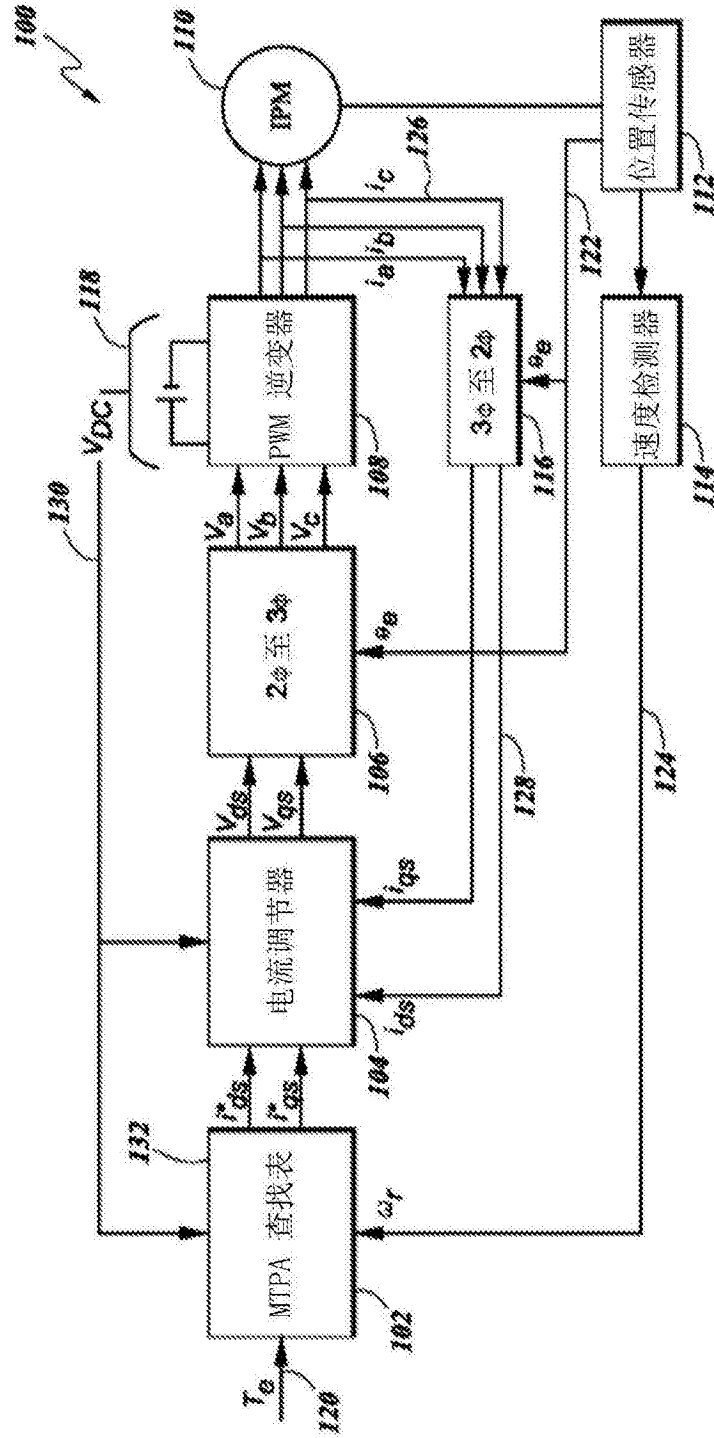 100
110
IPM
118
V_DC
130
PWM 逆变器
108
i_a
i_b
i_c
126
V_a
V_b
V_c
2Φ 至 3Φ
106
θ_e
3Φ 至 2Φ
116
θ_e
122
位置传感器
112
速度检测器
114
124
V_ds
V_qs
电流调节器
104
i_qs
i_ds
128
i*_ds
i*_qs
132
MTPA 查找表
102
ω_r
T_e
120